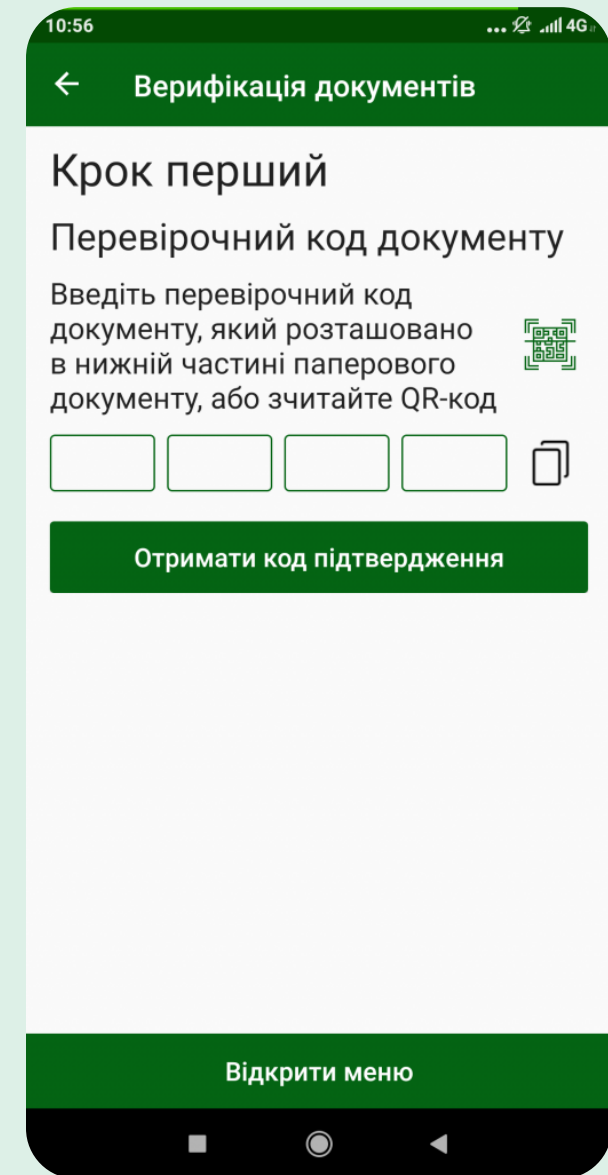 10:56
4G
Верифікація документів
Крок перший
Перевірочний код документу
Введіть перевірочний код
документу, який розташовано
в нижній частині паперового
документу, або зчитайте QR-код
Отримати код підтвердження
Відкрити меню